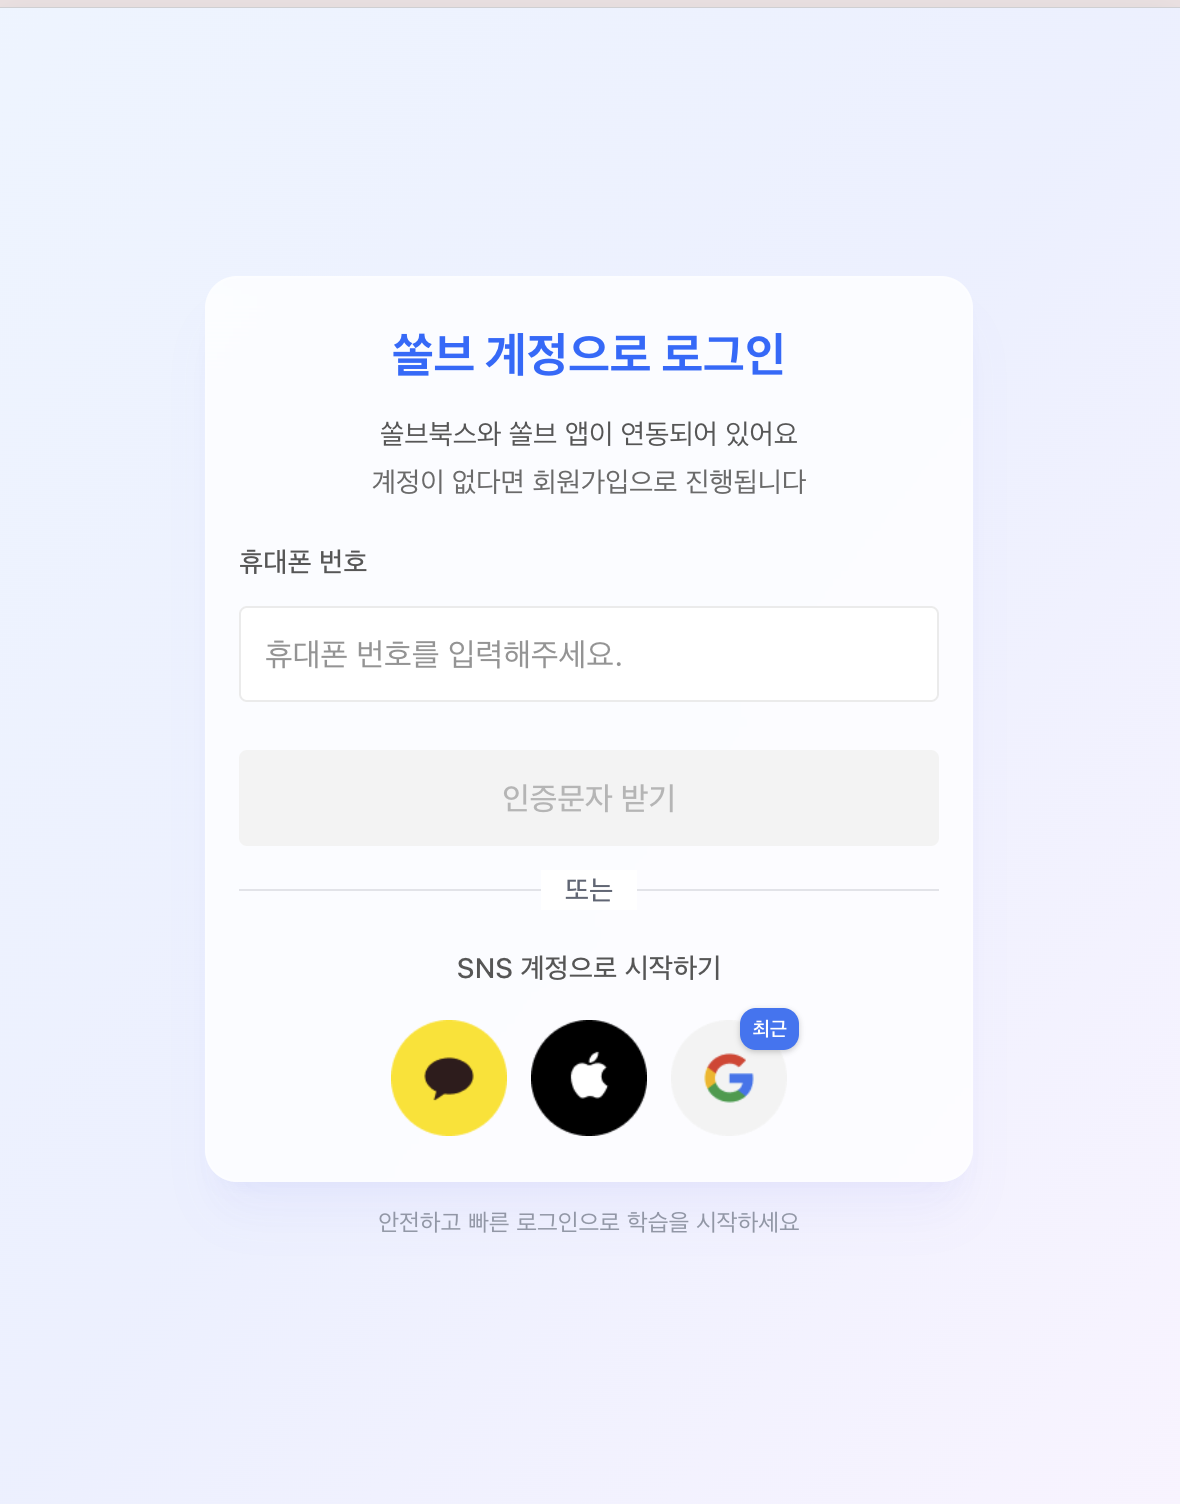 쏠브 계정으로 로그인
쏠브북스와 쏠브 앱이 연동되어 있어요
계정이 없다면 회원가입으로 진행됩니다
휴대폰 번호
휴대폰 번호를 입력해주세요.
인증문자 받기
또는
SNS 계정으로 시작하기
최근
안전하고 빠른 로그인으로 학습을 시작하세요